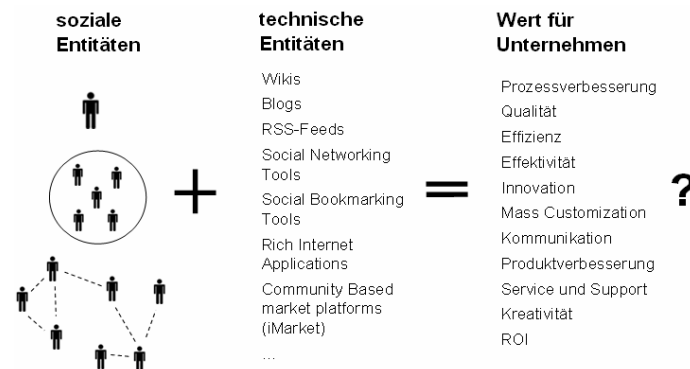 soziale
Entitäten
+
technische
Entitäten
Wikis
Blogs
RSS-Feeds
Social Networking
Tools
Social Bookmarking
Tools
Rich Internet
Applications
Community Based
market platforms
(iMarket)
...
=
Wert für
Unternehmen
Prozessverbesserung
Qualität
Effizienz
Effektivität
Innovation
Mass Customization
Kommunikation
Produktverbesserung
Service und Support
Kreativität
ROI
?